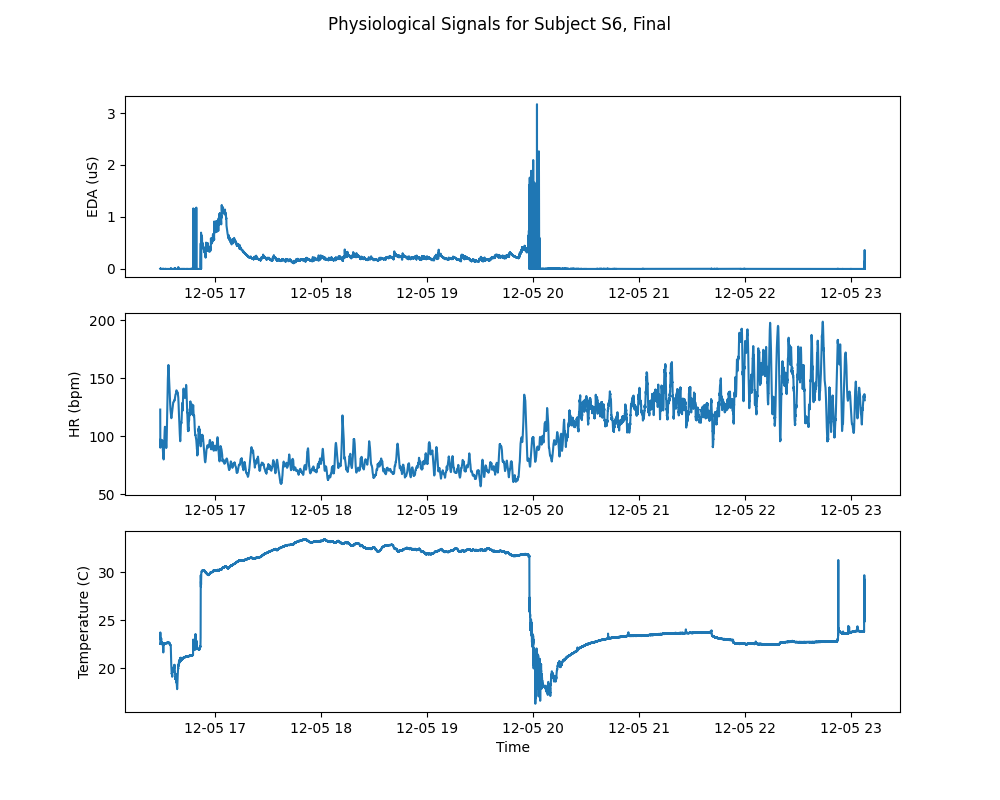 Physiological Signals for Subject S6, Final
3
2
1
0
EDA (uS)
12-05 17 12-05 18 12-05 19 12-05 20 12-05 21 12-05 22 12-05 23
200
150
100
50
HR (bpm)
12-05 17 12-05 18 12-05 19 12-05 20 12-05 21 12-05 22 12-05 23
30
25
20
Temperature (C)
12-05 17 12-05 18 12-05 19 12-05 20 12-05 21 12-05 22 12-05 23
Time